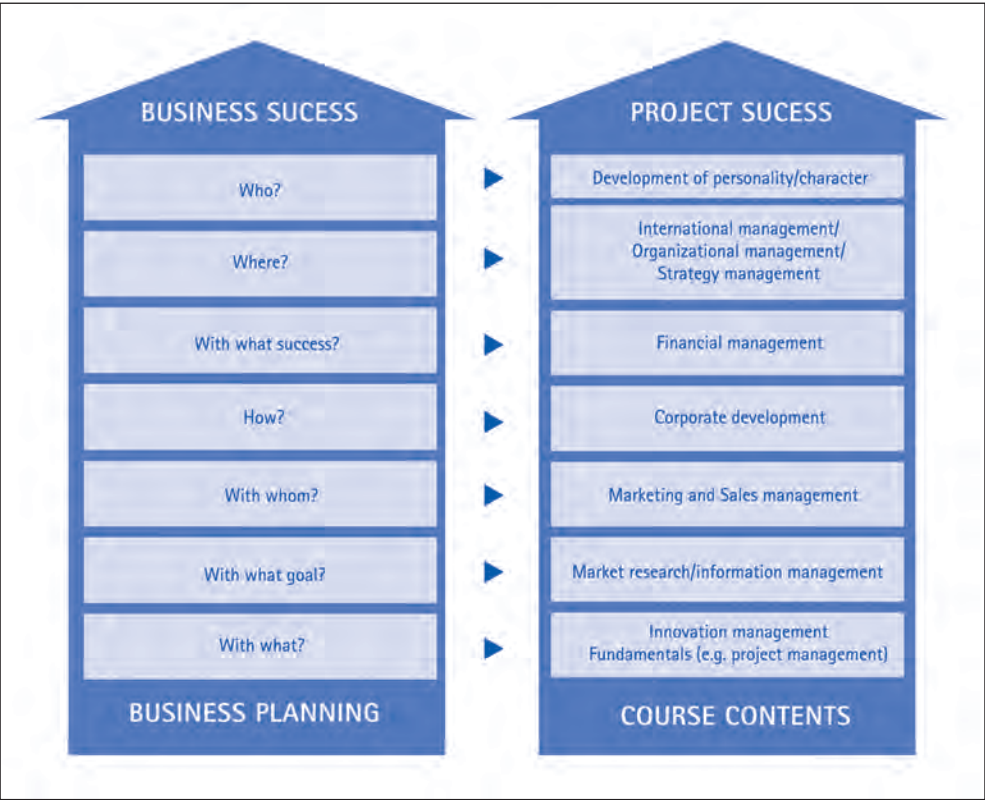 BUSINESS SUCESS
Who?
Where?
With what success?
How?
With whom?
With what goal?
With what?
BUSINESS PLANNING
PROJECT SUCESS
Development of personality/character
International management/
Organizational management/
Strategy management
Financial management
Corporate development
Marketing and Sales management
Market research/information management
Innovation management
Fundamentals (e.g. project management)
COURSE CONTENTS